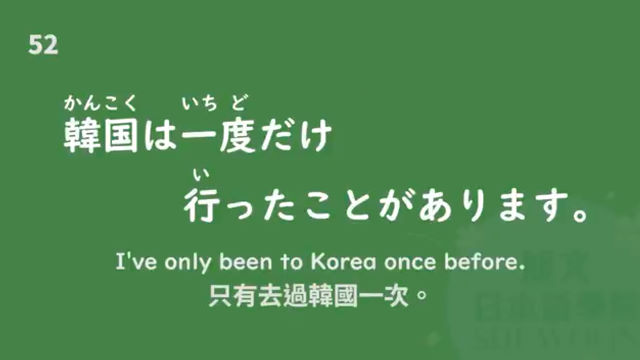 52
かんこく いちど
韓国は一度だけ
い
行ったことがあります。
I've only been to Korea once before.
只有去過韓國一次。